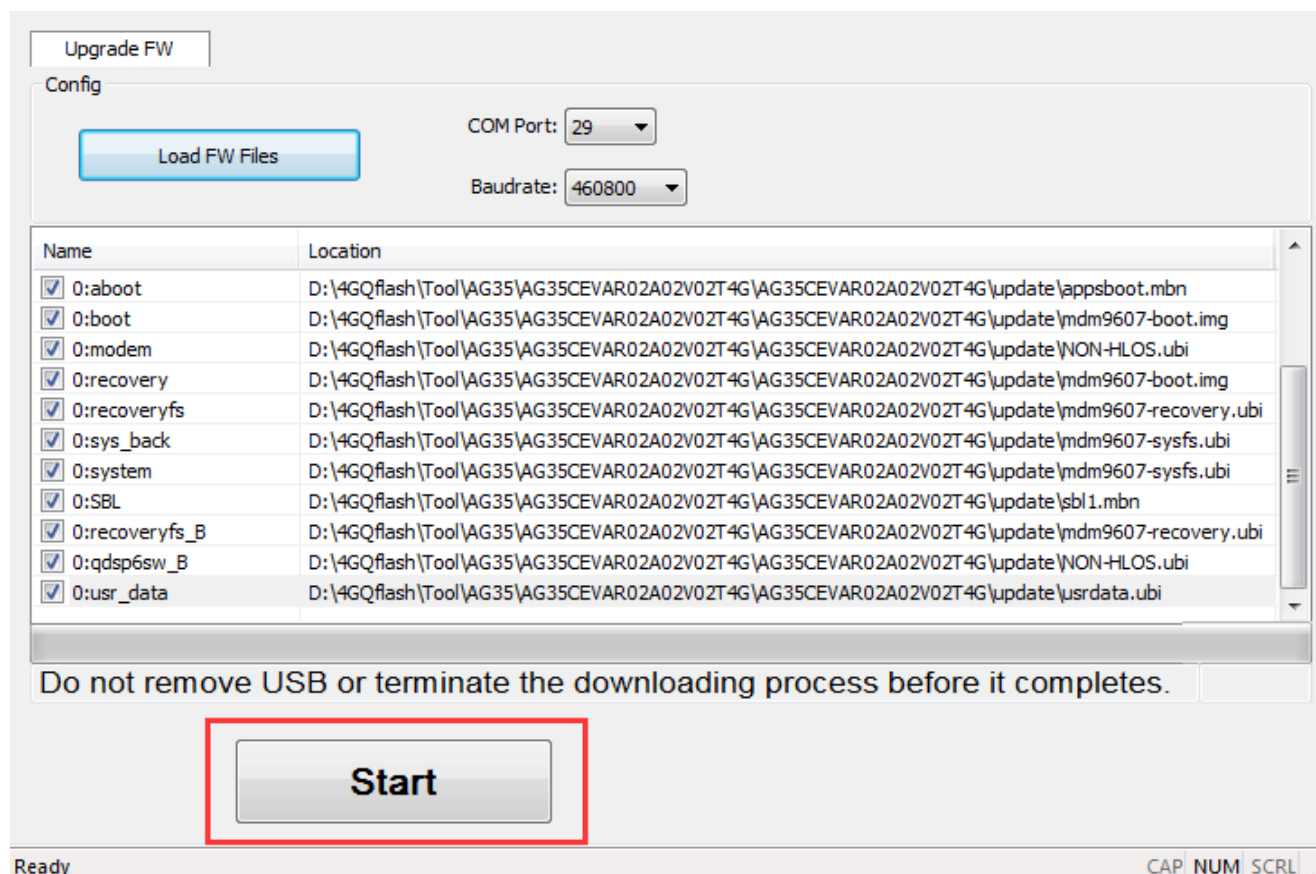 Upgrade FW
Config
Load FW Files
COM Port: 29
Baudrate: 460800
Name Location
0:aboot D:\4GQflash\Tool\AG35\AG35CEVAR02A02V02T4G\AG35CEVAR02A02V02T4G\update\appsboot.mbn
0:boot D:\4GQflash\Tool\AG35\AG35CEVAR02A02V02T4G\AG35CEVAR02A02V02T4G\update\mdm9607-boot.img
0:modem D:\4GQflash\Tool\AG35\AG35CEVAR02A02V02T4G\AG35CEVAR02A02V02T4G\update\NON-HLOS.ubi
0:recovery D:\4GQflash\Tool\AG35\AG35CEVAR02A02V02T4G\AG35CEVAR02A02V02T4G\update\mdm9607-boot.img
0:recoveryfs D:\4GQflash\Tool\AG35\AG35CEVAR02A02V02T4G\AG35CEVAR02A02V02T4G\update\mdm9607-recovery.ubi
0:sys_back D:\4GQflash\Tool\AG35\AG35CEVAR02A02V02T4G\AG35CEVAR02A02V02T4G\update\mdm9607-sysfs.ubi
0:system D:\4GQflash\Tool\AG35\AG35CEVAR02A02V02T4G\AG35CEVAR02A02V02T4G\update\mdm9607-sysfs.ubi
0:SBL D:\4GQflash\Tool\AG35\AG35CEVAR02A02V02T4G\AG35CEVAR02A02V02T4G\update\sbl1.mbn
0:recoveryfs_B D:\4GQflash\Tool\AG35\AG35CEVAR02A02V02T4G\AG35CEVAR02A02V02T4G\update\mdm9607-recovery.ubi
0:qdsp6sw_B D:\4GQflash\Tool\AG35\AG35CEVAR02A02V02T4G\AG35CEVAR02A02V02T4G\update\NON-HLOS.ubi
0:usr_data D:\4GQflash\Tool\AG35\AG35CEVAR02A02V02T4G\AG35CEVAR02A02V02T4G\update\usrdata.ubi
Do not remove USB or terminate the downloading process before it completes.
Start
Ready CAP NUM SCRL